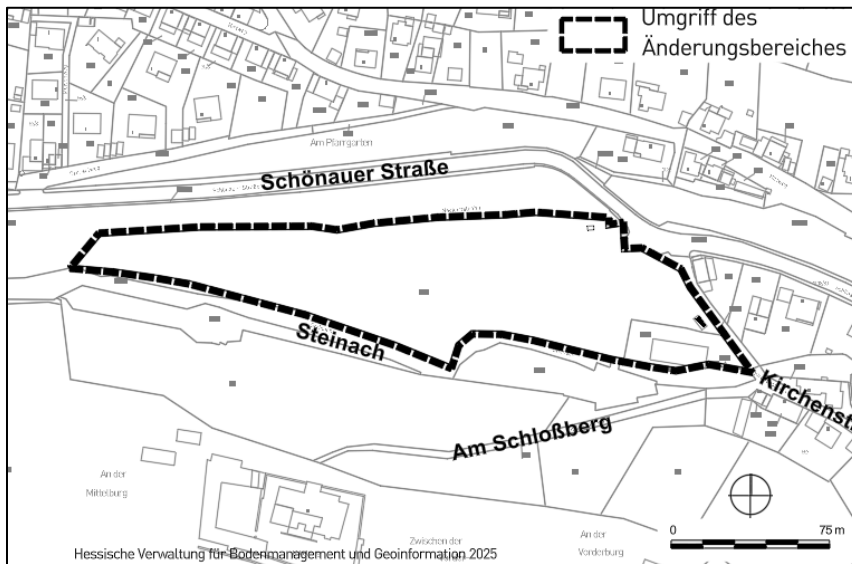 Umgriff des
Änderungsbereiches
Am Pfarrgarten
Schönauer Straße
Steinach
Kirchenstr
Am Schloßberg
An der
Mittelburg
Zwischen der
An der
Vorderburg
0 75 m
Hessische Verwaltung für Bodenmanagement und Geoinformation 2025